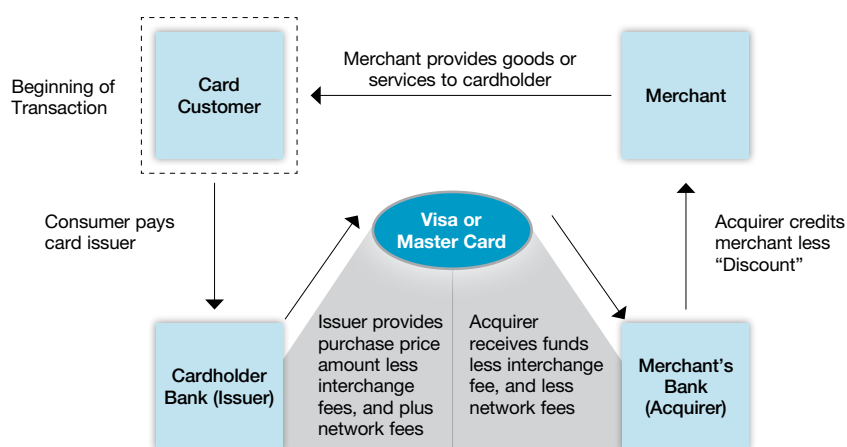 Beginning of
Transaction
Card
Customer
Merchant provides goods or
services to cardholder
Merchant
Consumer pays
card issuer
Visa or
Master Card
Acquirer credits
merchant less
“Discount”
Cardholder
Bank (Issuer)
Issuer provides
purchase price
amount less
interchange
fees, and plus
network fees
Acquirer
receives funds
less interchange
fee, and less
network fees
Merchant’s
Bank
(Acquirer)